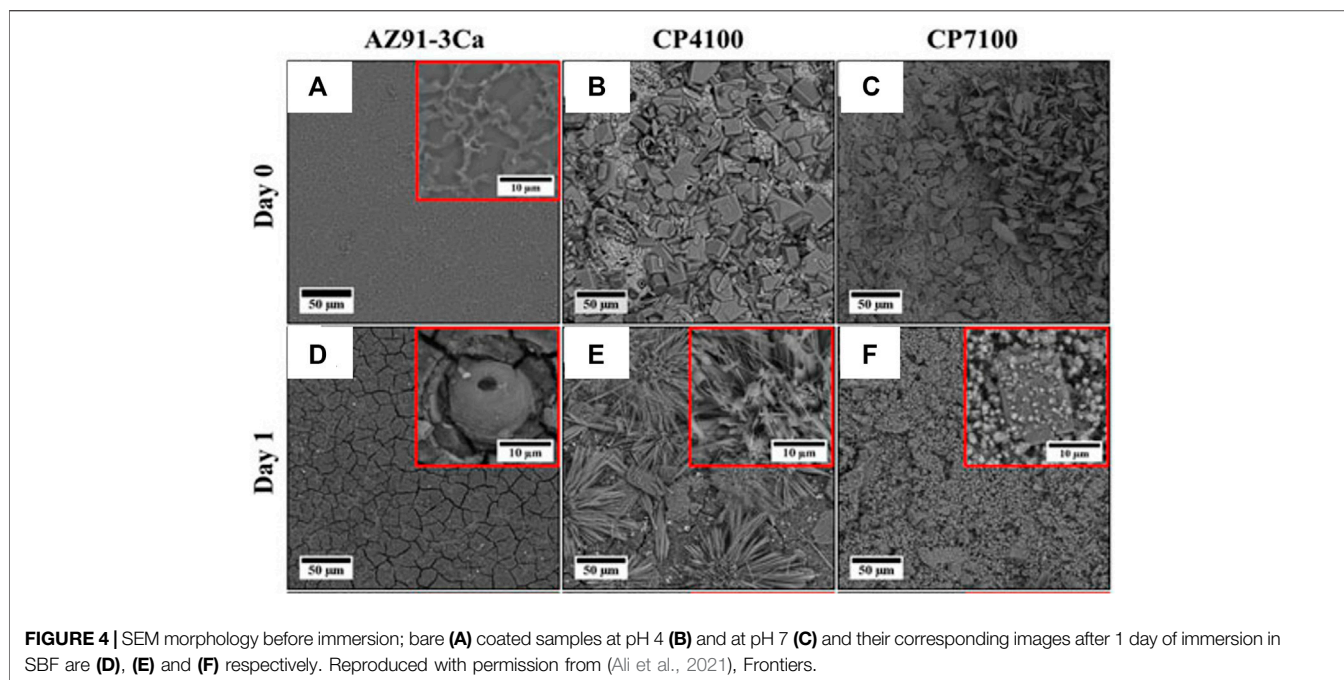 AZ91-3Ca CP4100 CP7100
Day 0
A
10 μm
50 μm
B
50 μm
C
50 μm
Day 1
D
10 μm
50 μm
E
10 μm
50 μm
F
10 μm
50 μm
FIGURE 4 | SEM morphology before immersion; bare (A) coated samples at pH 4 (B) and at pH 7 (C) and their corresponding images after 1 day of immersion in
SBF are (D), (E) and (F) respectively. Reproduced with permission from (Ali et al., 2021), Frontiers.